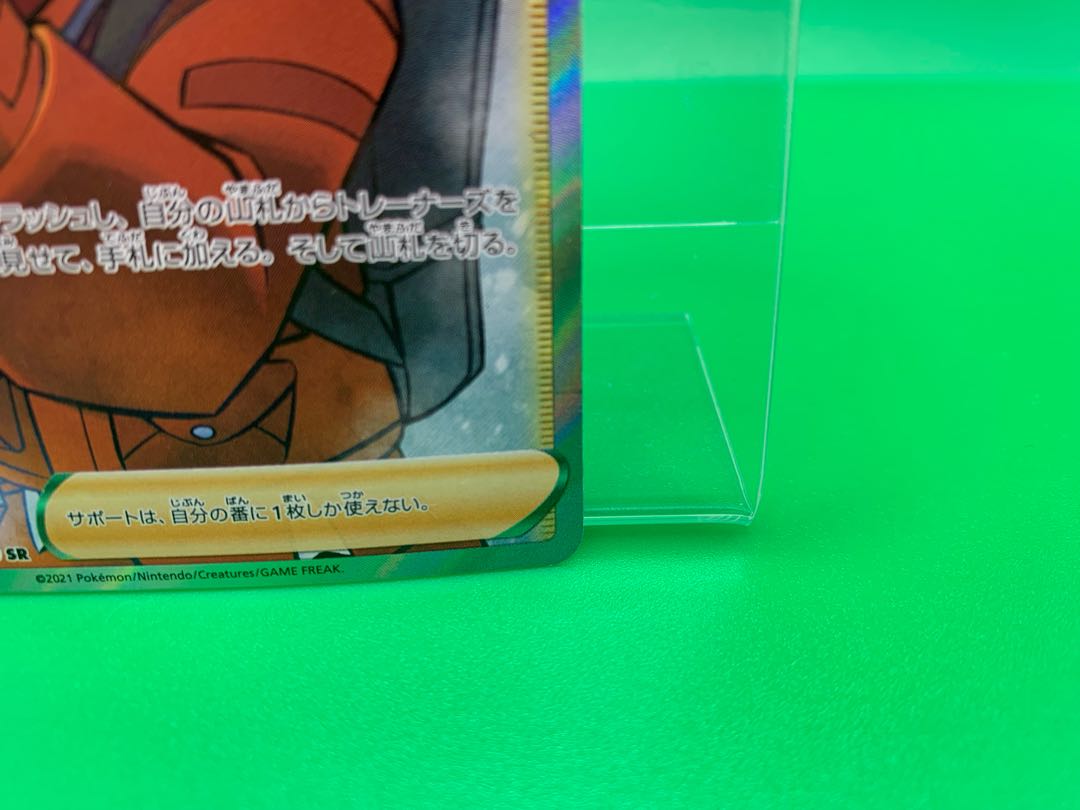 ラッシュし、自分の山札からトレーナーズを
見せて、手札に加える。そして山札を切る。
サポートは、自分の番に1枚しか使えない。
SR
©2021 Pokémon/Nintendo/Creatures/GAME FREAK.